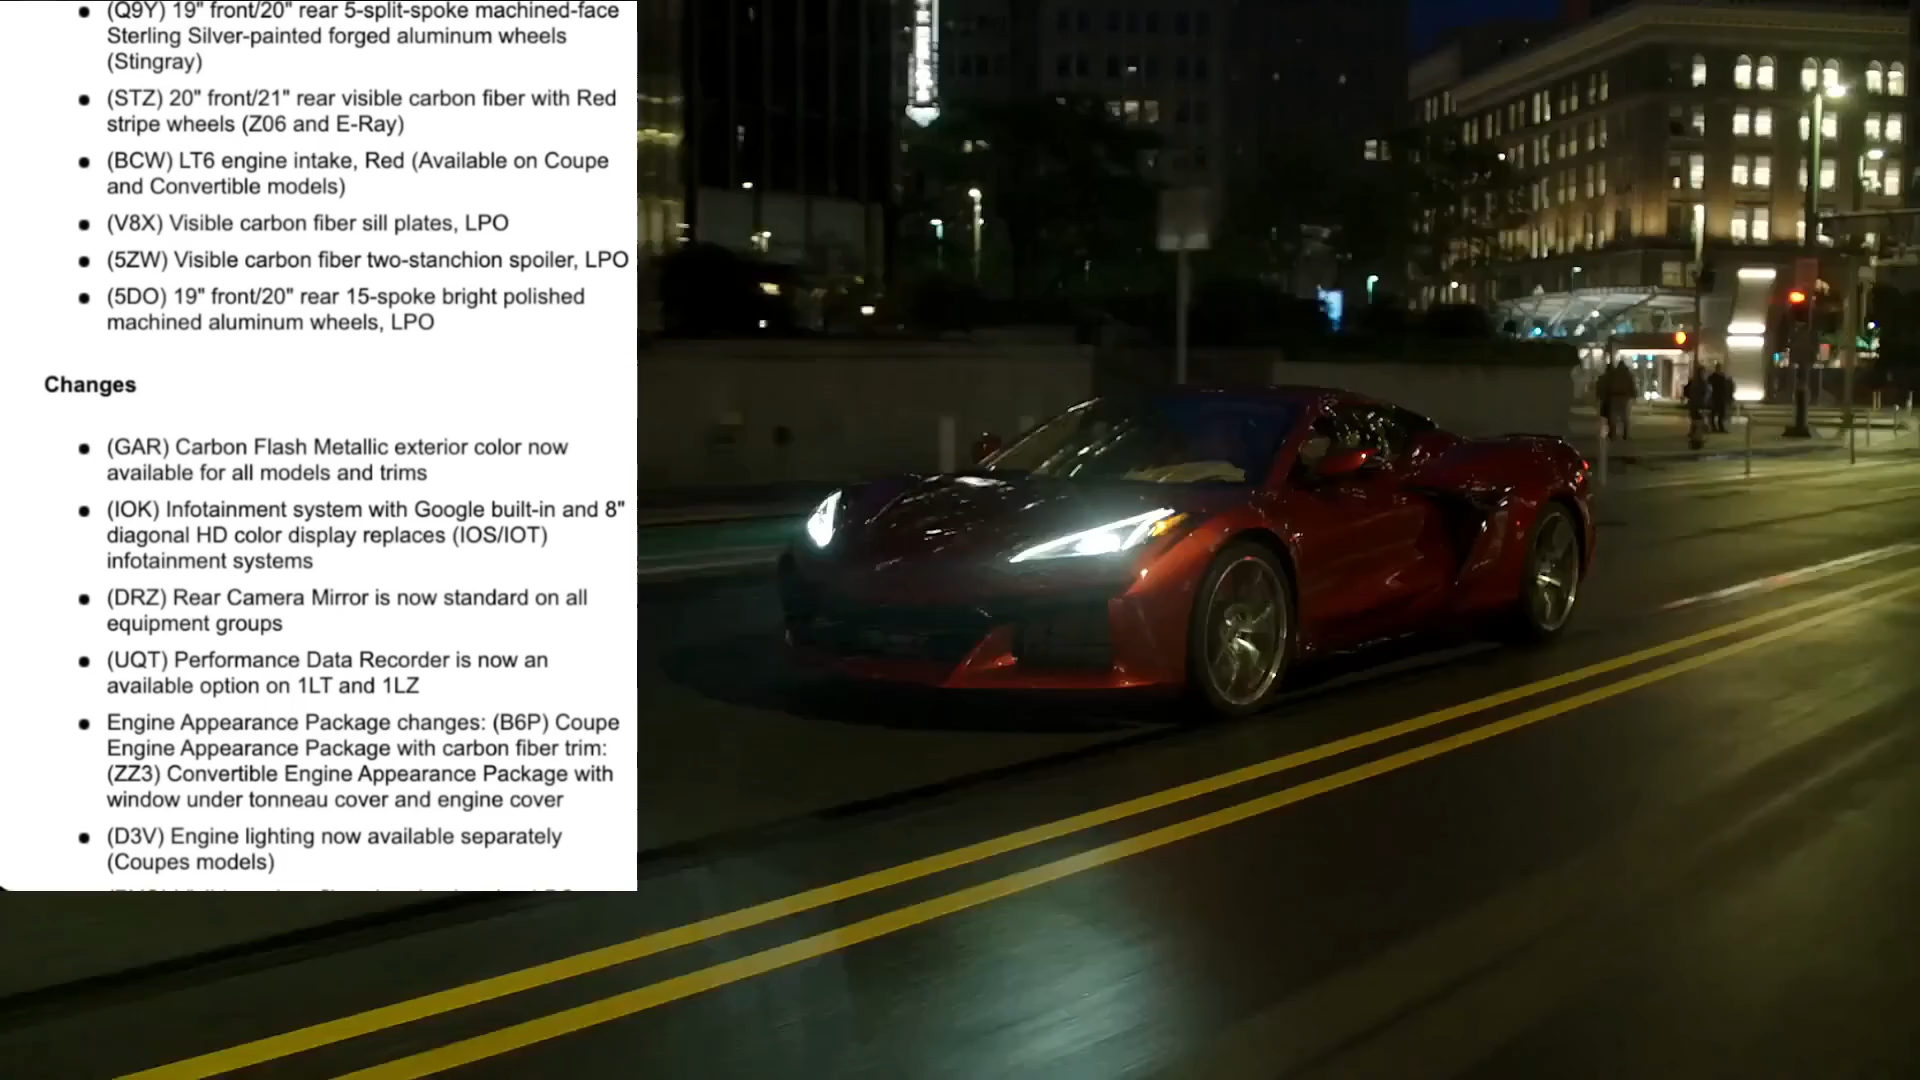 (Q9Y) 19" front/20" rear 5-split-spoke machined-face
Sterling Silver-painted forged aluminum wheels
(Stingray)
(STZ) 20" front/21" rear visible carbon fiber with Red
stripe wheels (Z06 and E-Ray)
(BCW) LT6 engine intake, Red (Available on Coupe
and Convertible models)
(V8X) Visible carbon fiber sill plates, LPO
(5ZW) Visible carbon fiber two-stanchion spoiler, LPO
(5DO) 19" front/20" rear 15-spoke bright polished
machined aluminum wheels, LPO
Changes
(GAR) Carbon Flash Metallic exterior color now
available for all models and trims
(IOK) Infotainment system with Google built-in and 8"
diagonal HD color display replaces (IOS/IOT)
infotainment systems
(DRZ) Rear Camera Mirror is now standard on all
equipment groups
(UQT) Performance Data Recorder is now an
available option on 1LT and 1LZ
Engine Appearance Package changes: (B6P) Coupe
Engine Appearance Package with carbon fiber trim:
(ZZ3) Convertible Engine Appearance Package with
window under tonneau cover and engine cover
(D3V) Engine lighting now available separately
(Coupes models)